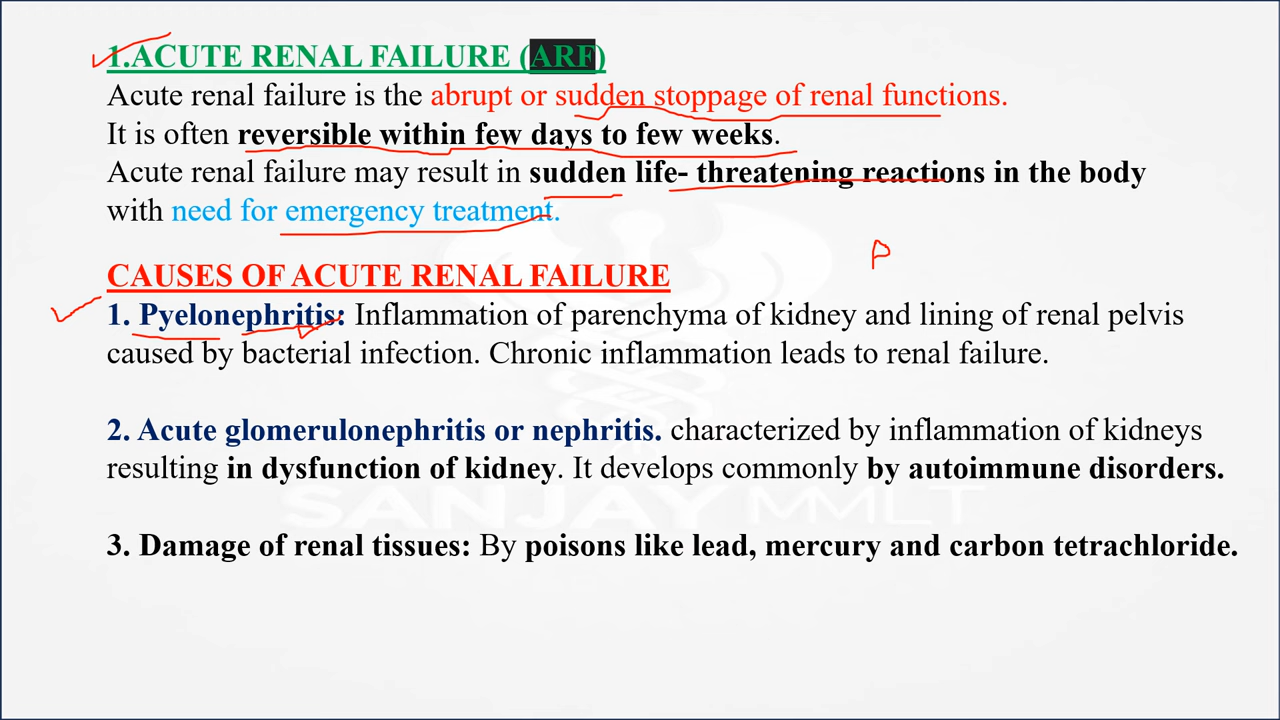 1.ACUTE RENAL FAILURE (ARF)
Acute renal failure is the abrupt or sudden stoppage of renal functions.
It is often reversible within few days to few weeks.
Acute renal failure may result in sudden life- threatening reactions in the body
with need for emergency treatment.
P
CAUSES OF ACUTE RENAL FAILURE
1. Pyelonephritis: Inflammation of parenchyma of kidney and lining of renal pelvis
caused by bacterial infection. Chronic inflammation leads to renal failure.
2. Acute glomerulonephritis or nephritis. characterized by inflammation of kidneys
resulting in dysfunction of kidney. It develops commonly by autoimmune disorders.
SANJAY MMLT
3. Damage of renal tissues: By poisons like lead, mercury and carbon tetrachloride.